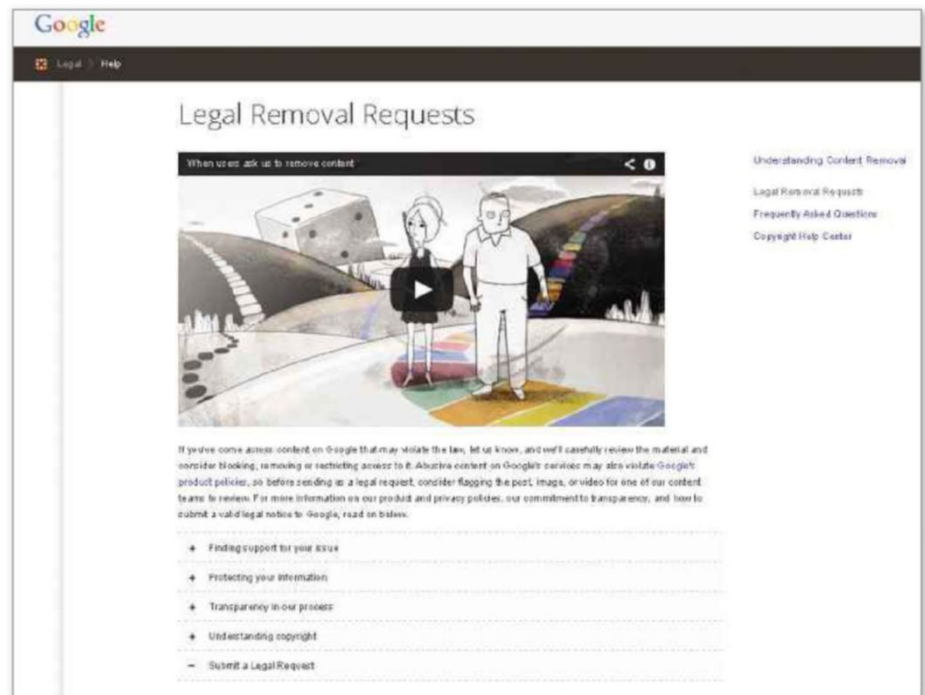 Google
Legal > Help
Legal Removal Requests
When users ask us to remove content
Understanding Content Removal
Legal Removal Requests
Frequently Asked Questions
Copyright Help Center
If you've come across content on Google that may violate the law, let us know, and we'll carefully review the material and
consider blocking, removing or restricting access to it. Abusive content on Google's services may also violate Google's
product policies, so before sending us a legal request, consider flagging the post, image, or video for one of our content
teams to review. For more information on our product and privacy policies, our commitment to transparency, and how to
submit a valid legal notice to Google, read on below.
+ Finding support for your issue
+ Protecting your information
+ Transparency in our process
+ Understanding copyright
− Submit a Legal Request